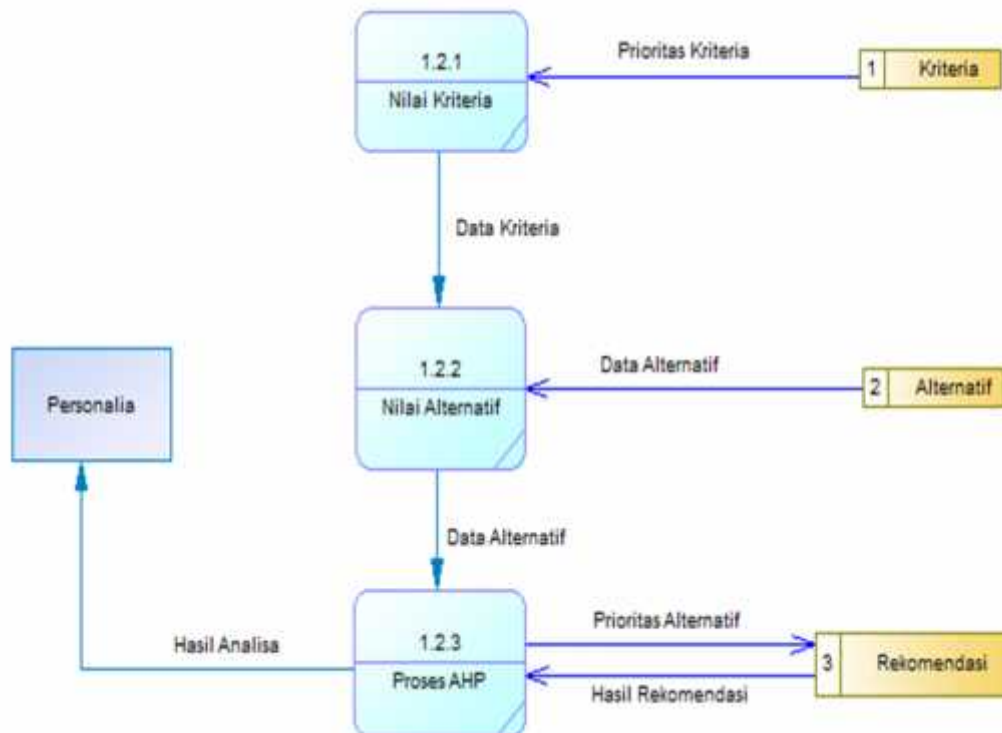 1.2.1
Nilai Kriteria
Prioritas Kriteria
1
Kriteria
Data Kriteria
1.2.2
Nilai Alternatif
Data Alternatif
2
Alternatif
Personalia
Data Alternatif
Hasil Analisa
1.2.3
Proses AHP
Prioritas Alternatif
Hasil Rekomendasi
3
Rekomendasi